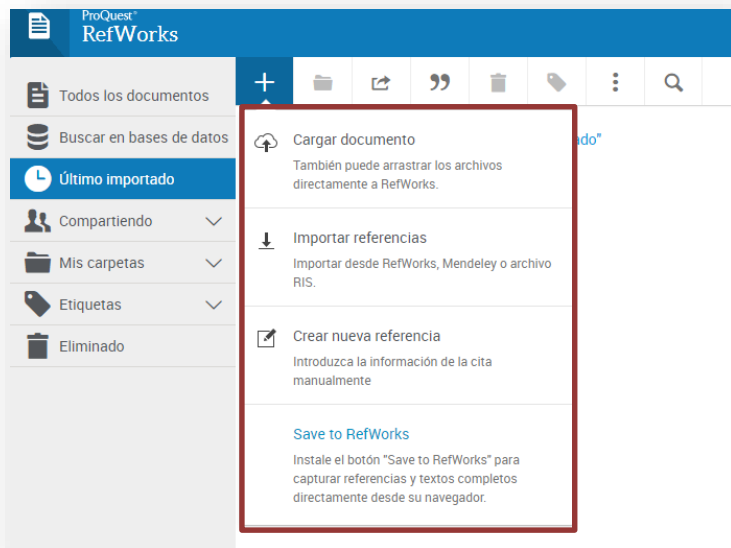 ProQuest®
RefWorks
Todos los documentos
Buscar en bases de datos
Último importado
Compartiendo
Mis carpetas
Etiquetas
Eliminado
Cargar documento
También puede arrastrar los archivos
directamente a RefWorks.
Importar referencias
Importar desde RefWorks, Mendeley o archivo
RIS.
Crear nueva referencia
Introduzca la información de la cita
manualmente
Save to RefWorks
Instale el botón "Save to RefWorks" para
capturar referencias y textos completos
directamente desde su navegador.